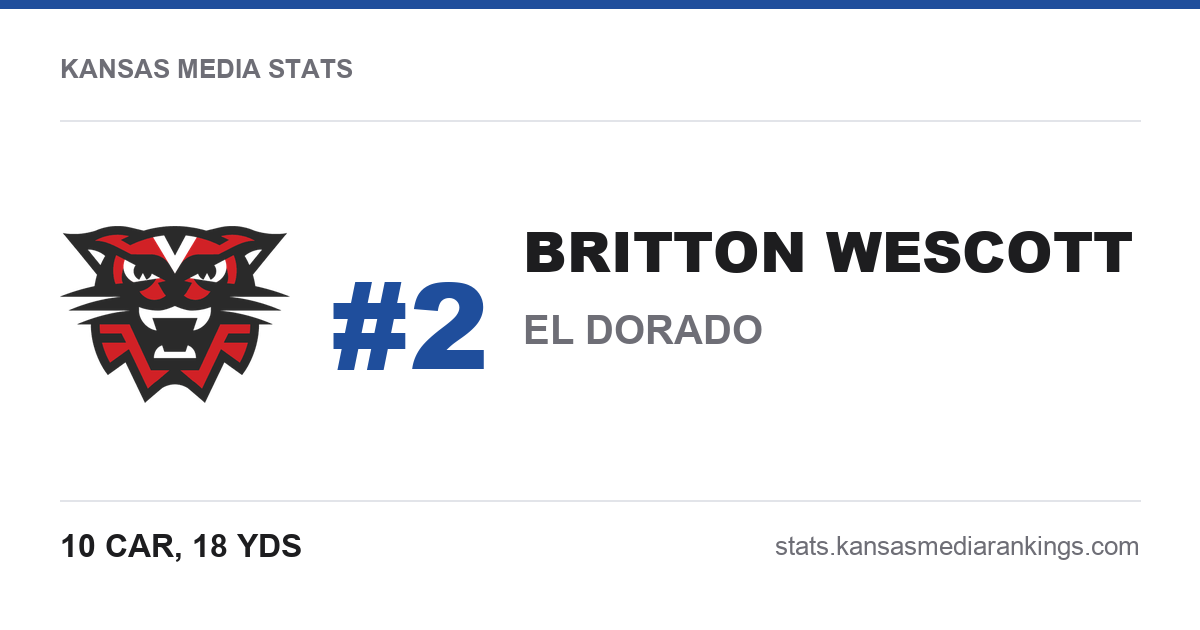 KANSAS MEDIA STATS
#2
BRITTON WESCOTT
EL DORADO
10 CAR, 18 YDS
stats.kansasmediarankings.com